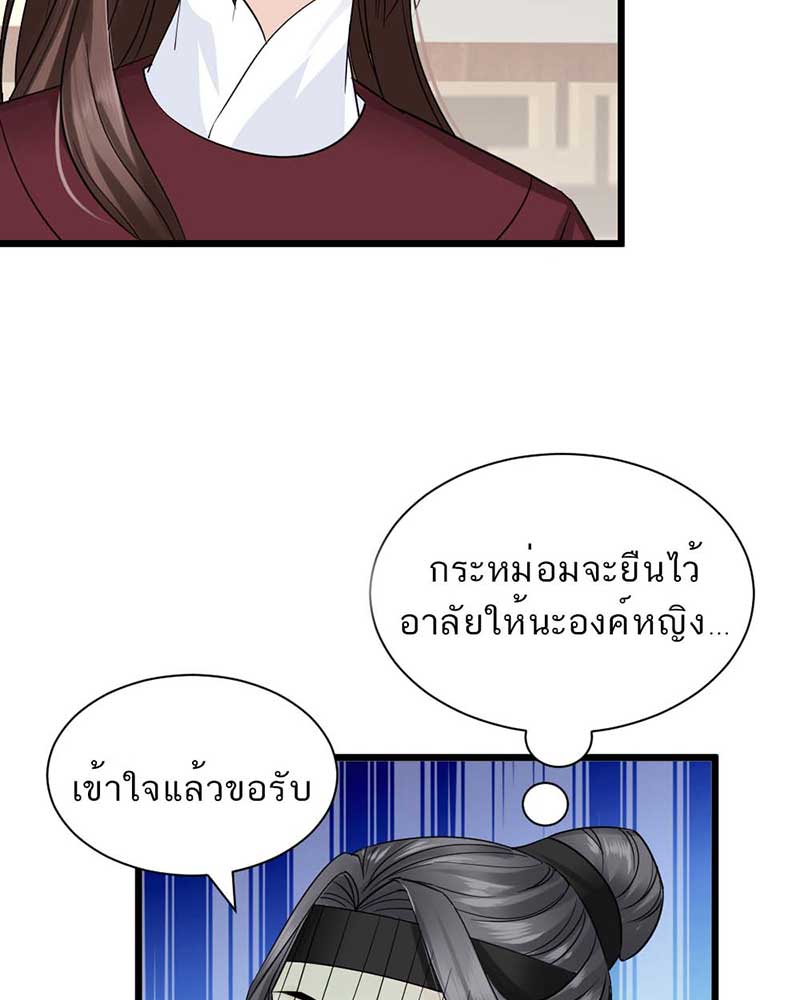 กระหม่อมจะยืนไว้
อาลัยให้นะองค์หญิง...
เข้าใจแล้วขอรับ